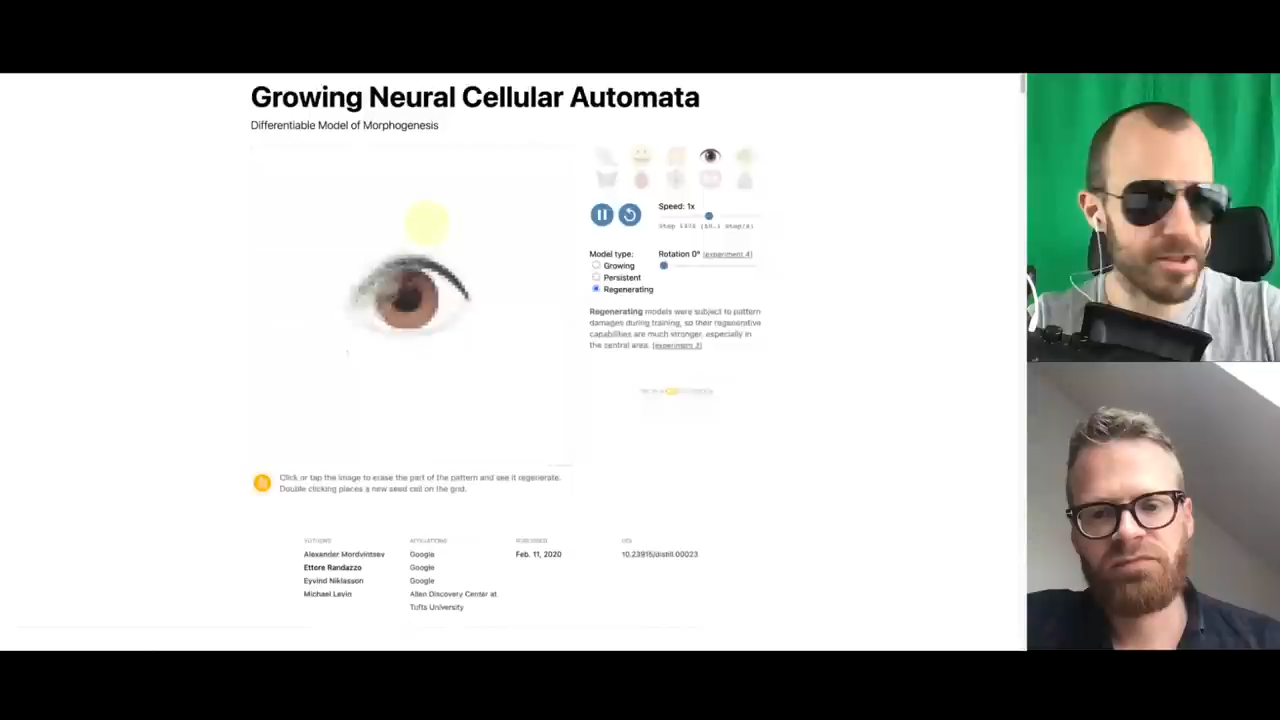 Growing Neural Cellular Automata
Differentiable Model of Morphogenesis
Speed: 1x
Model type:
Growing
Persistent
Regenerating
Rotation 0° (experiment 4)
Regenerating models were subject to pattern
damages during training, so their regenerative
capabilities are much stronger, especially in
the central area. (experiment 3)
Click or tap the image to erase the part of the pattern and see it regenerate.
Double clicking places a new seed cell on the grid.
AUTHORS
AFFILIATIONS
PUBLISHED
DOI
Alexander Mordvintsev
Google
Feb. 11, 2020
10.23915/distill.00023
Ettore Randazzo
Google
Eyvind Niklasson
Google
Michael Levin
Allen Discovery Center at
Tufts University